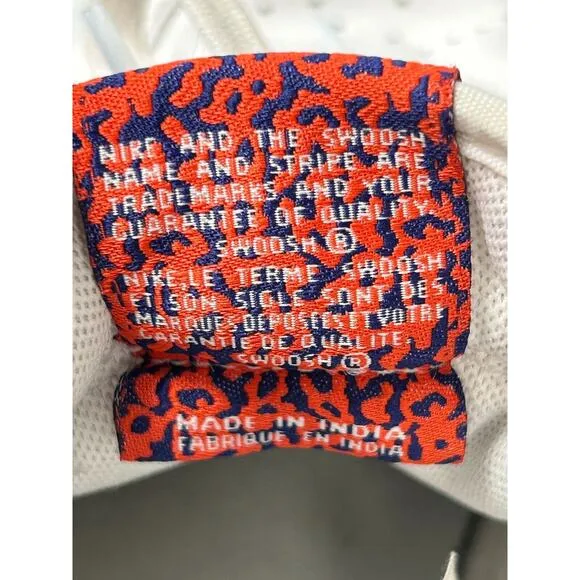 NIKE AND THE SWOOSH
NAME AND STRIPE ARE
TRADEMARKS AND YOUR
GUARANTEE OF QUALITY
SWOOSH ®
NIKE, LE TERME SWOOSH
ET SON SIGLE SONT DES
MARQUES DEPOSEES ET VOTRE
GARANTIE DE QUALITE
SWOOSH ®
MADE IN INDIA
FABRIQUE EN INDIA